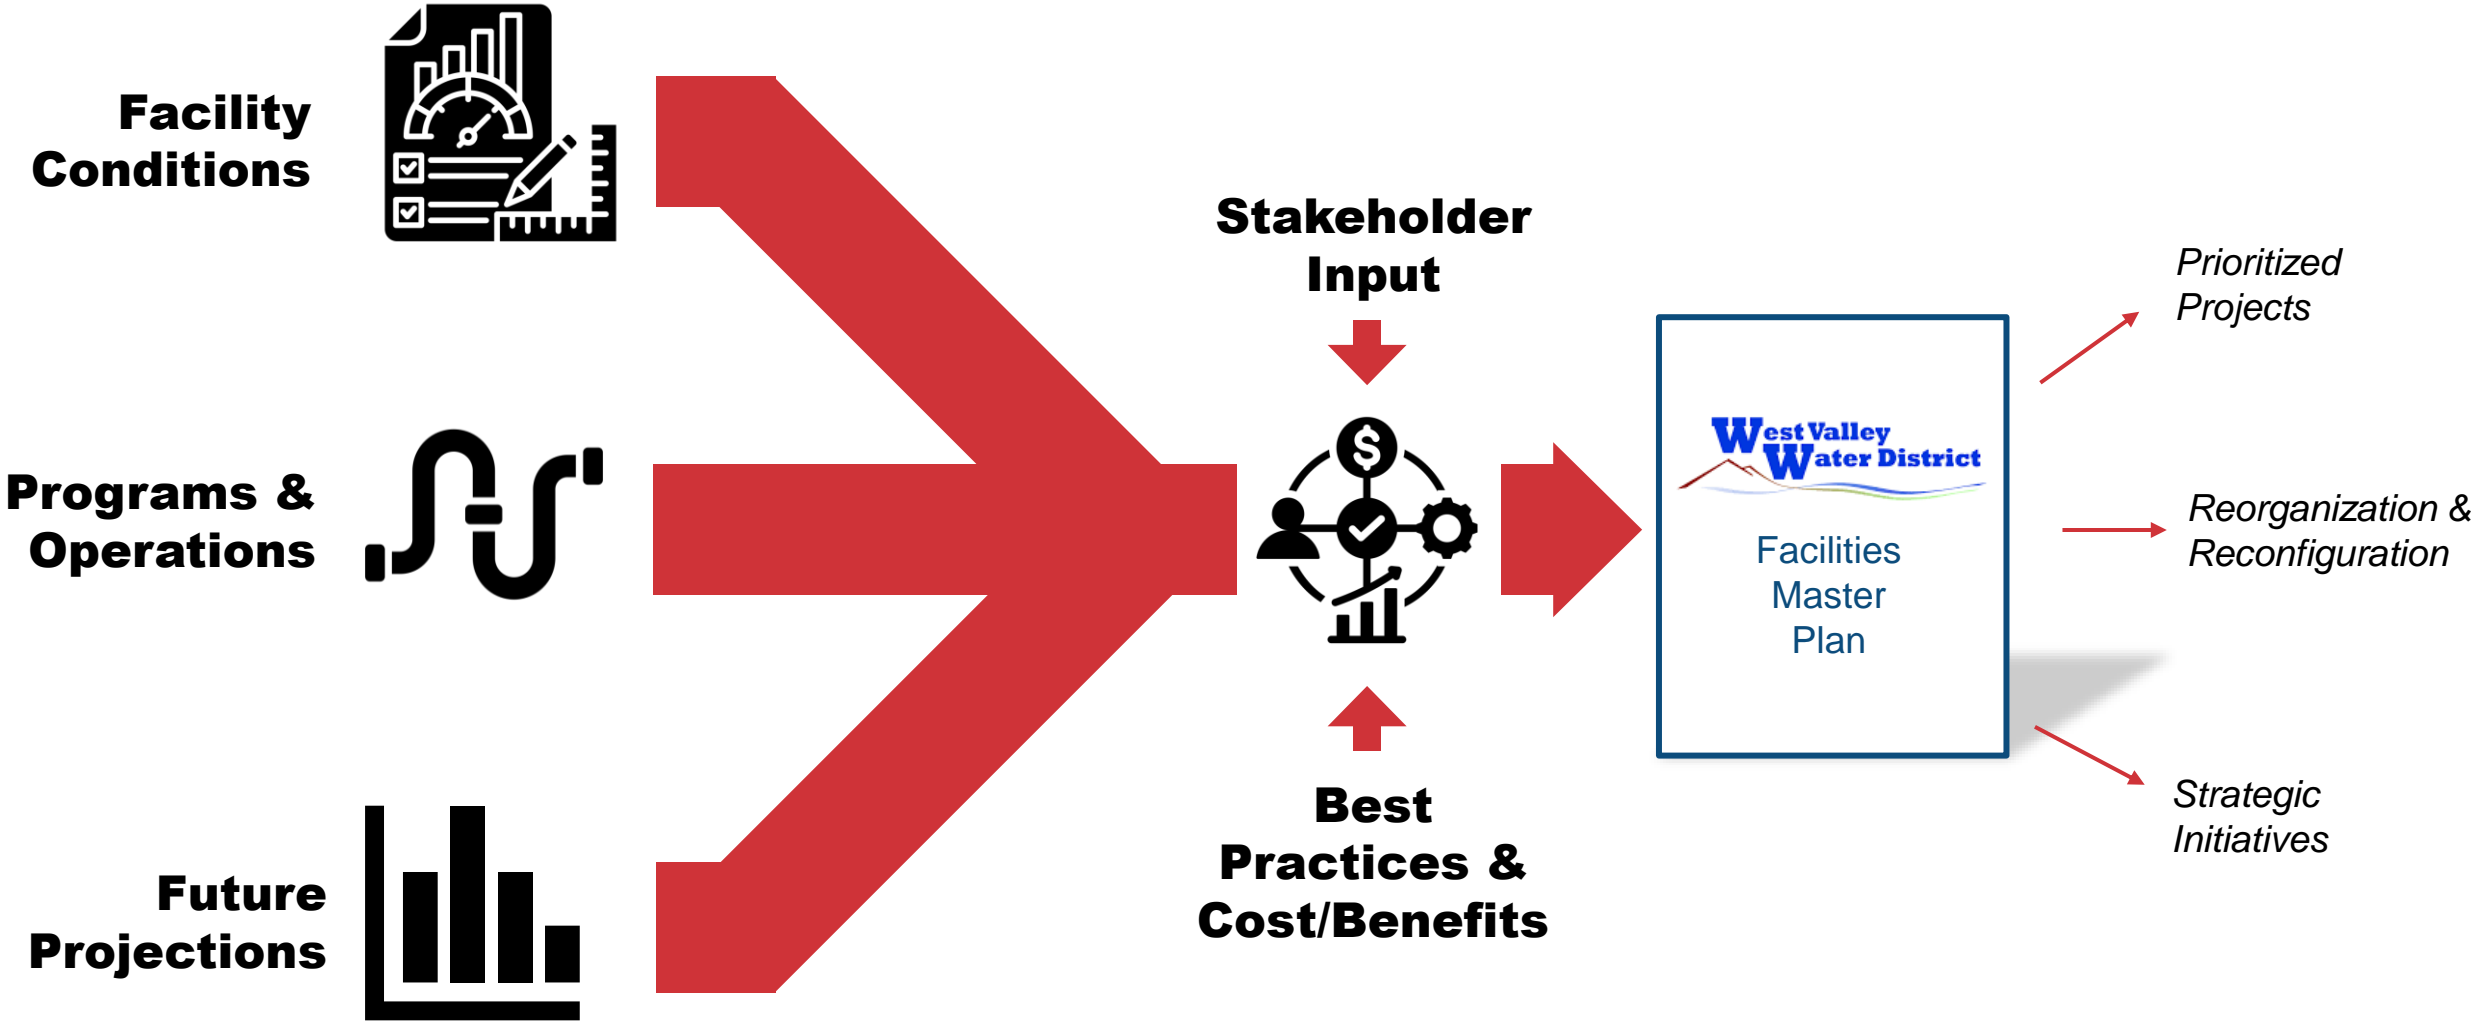 Facility
Conditions
Programs &
Operations
Future
Projections
Stakeholder
Input
$
Best
Practices &
Cost/Benefits
West Valley
Water District
Facilities
Master
Plan
Prioritized
Projects
Reorganization &
Reconfiguration
Strategic
Initiatives